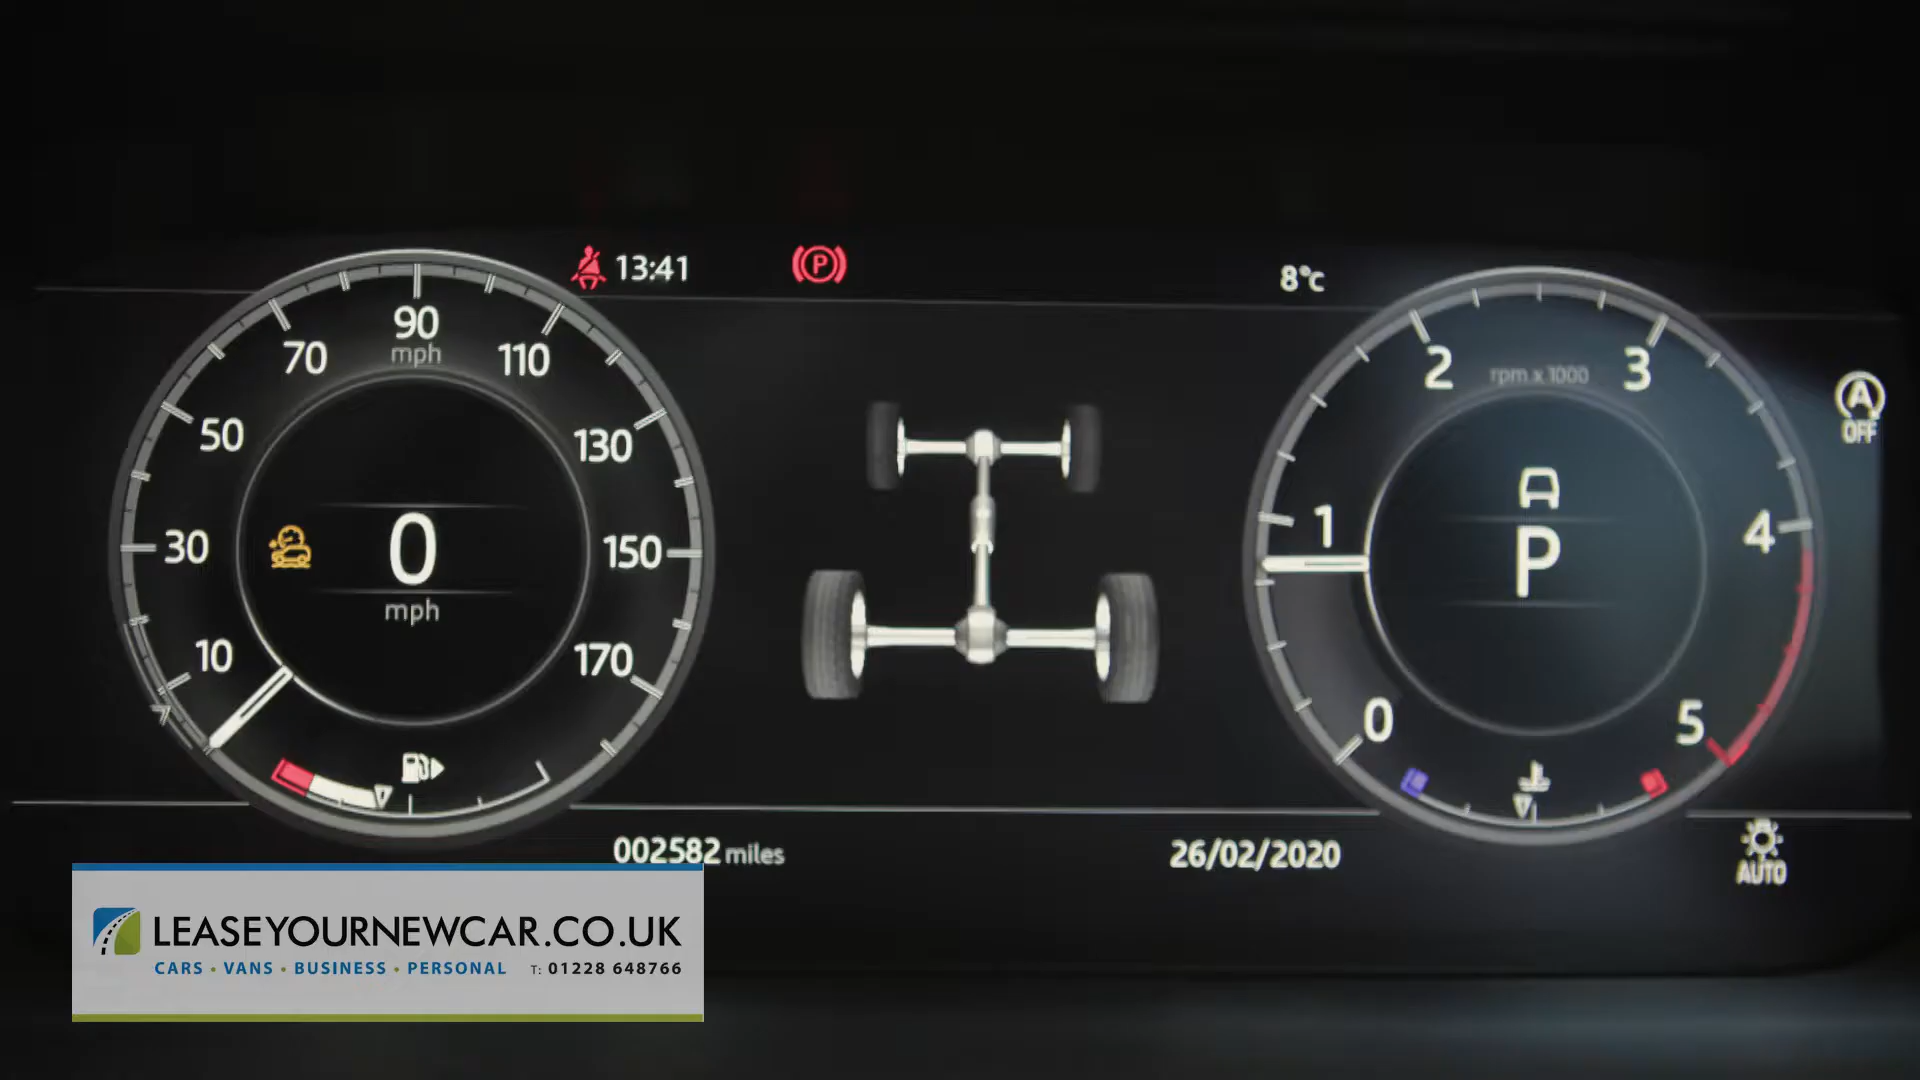 13:41
P
8°c
90
mph
70
110
50
130
30
150
10
170
0
mph
2
rpm x 1000
3
1
4
0
5
P
A
OFF
002582 miles
26/02/2020
AUTO
LEASEYOURNEWCAR.CO.UK
CARS • VANS • BUSINESS • PERSONAL T: 01228 648766